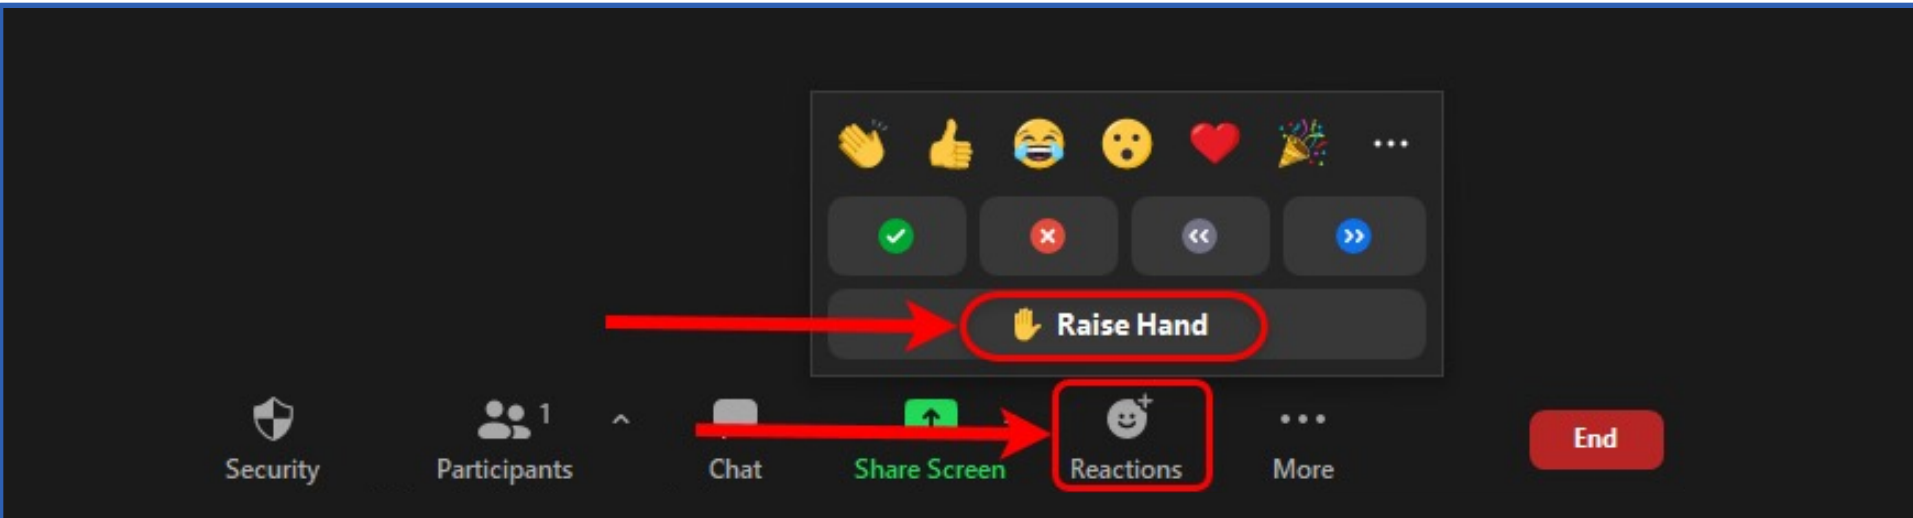 Raise Hand
1
Security
Participants
Chat
Share Screen
Reactions
More
End